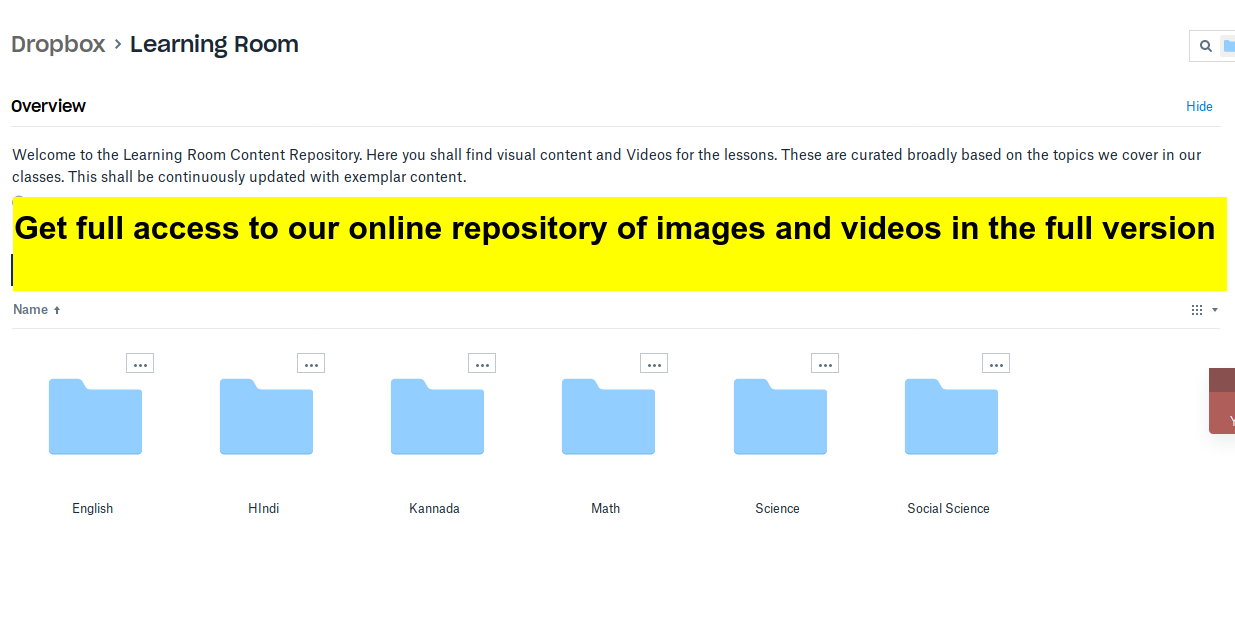 Dropbox › Learning Room
Overview
Hide
Welcome to the Learning Room Content Repository. Here you shall find visual content and Videos for the lessons. These are curated broadly based on the topics we cover in our
classes. This shall be continuously updated with exemplar content.
Get full access to our online repository of images and videos in the full version
Name
English
HIndi
Kannada
Math
Science
Social Science